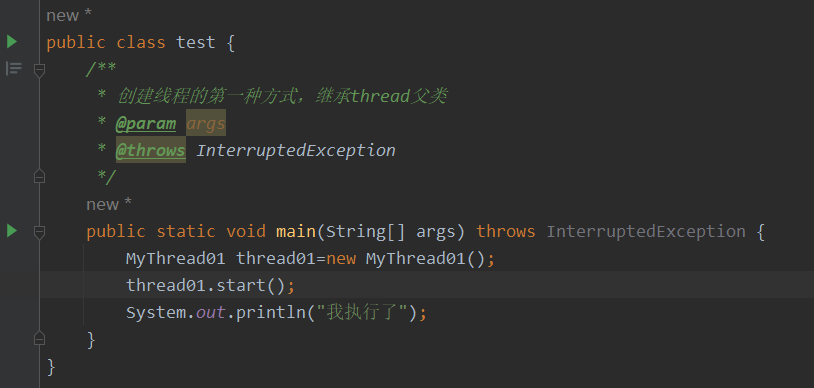 new *
public class test {
/**
* 创建线程的第一种方式，继承thread父类
* @param args
* @throws InterruptedException
*/
new *
public static void main(String[] args) throws InterruptedException {
MyThread01 thread01=new MyThread01();
thread01.start();
System.out.println("我执行了");
}
}